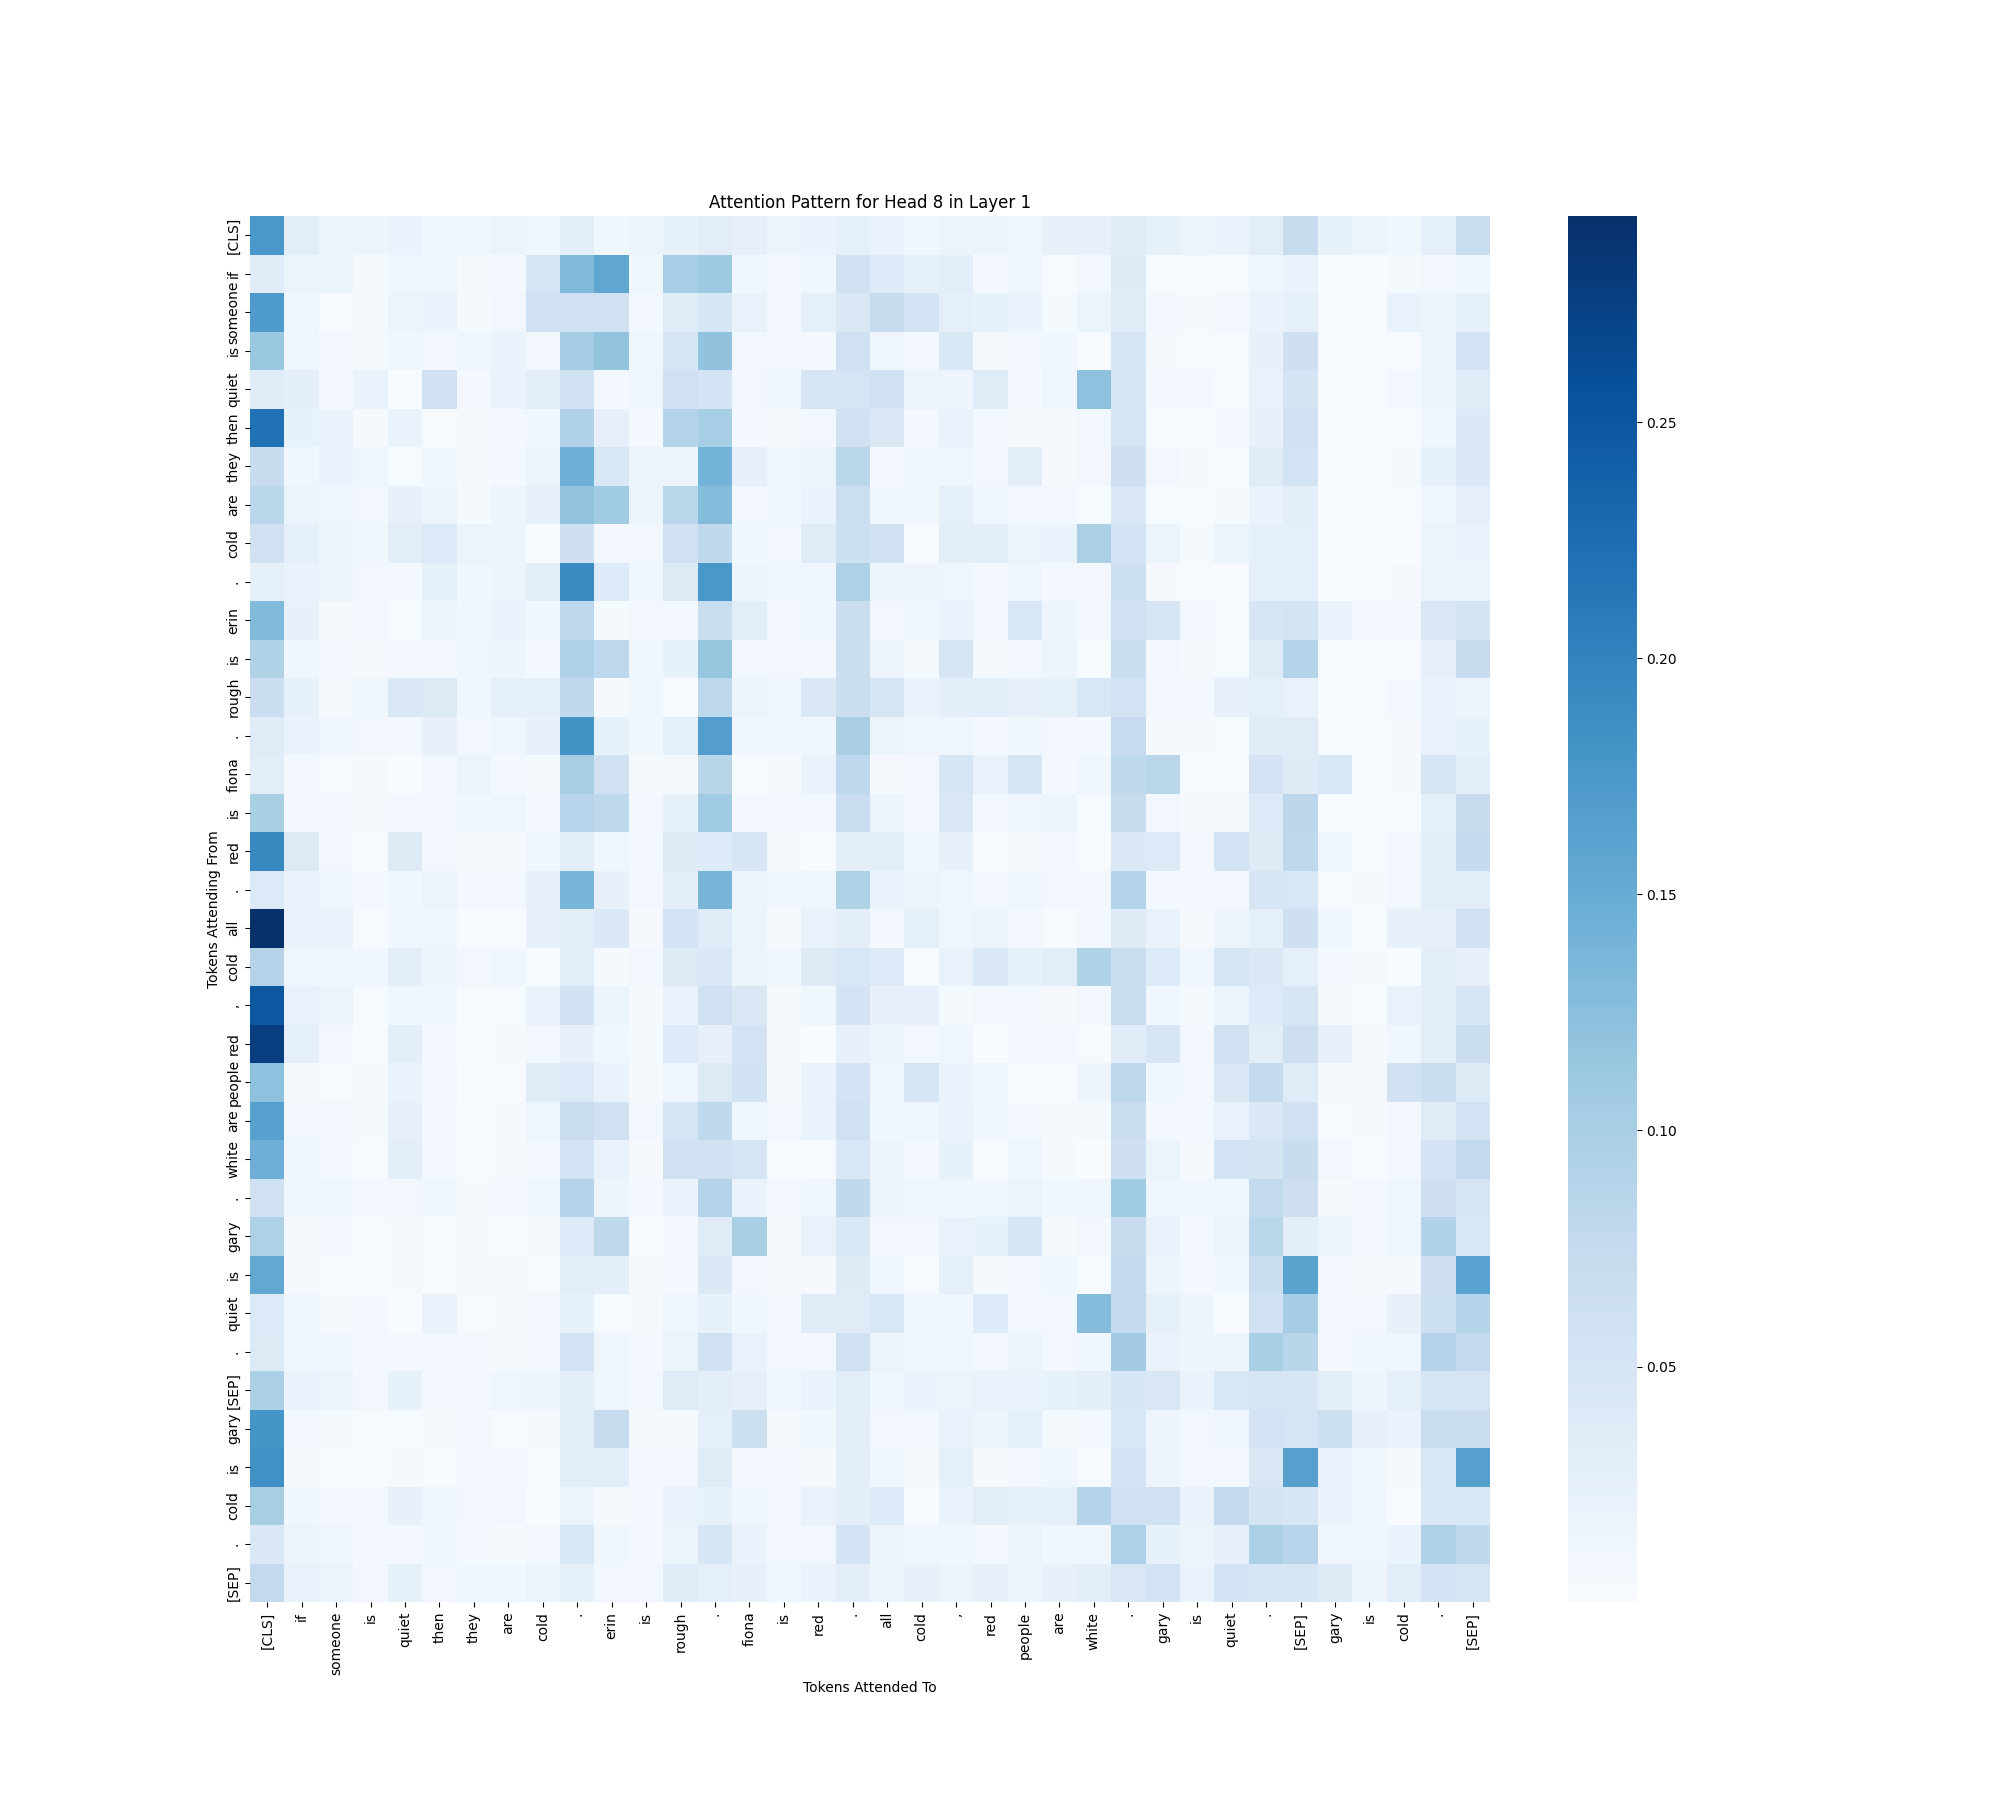 Attention Pattern for Head 8 in Layer 1
Tokens Attending From
[CLS]
if
someone
is
quiet
then
they
are
cold
.
erin
is
rough
.
fiona
is
red
.
all
cold
,
red
people
are
white
.
gary
is
quiet
.
[SEP]
gary
is
cold
.
[SEP]
[CLS] if someone is quiet then they are cold . erin is rough . fiona is red . all cold , red people are white . gary is quiet . [SEP] gary is cold . [SEP]
Tokens Attended To
0.25
0.20
0.15
0.10
0.05